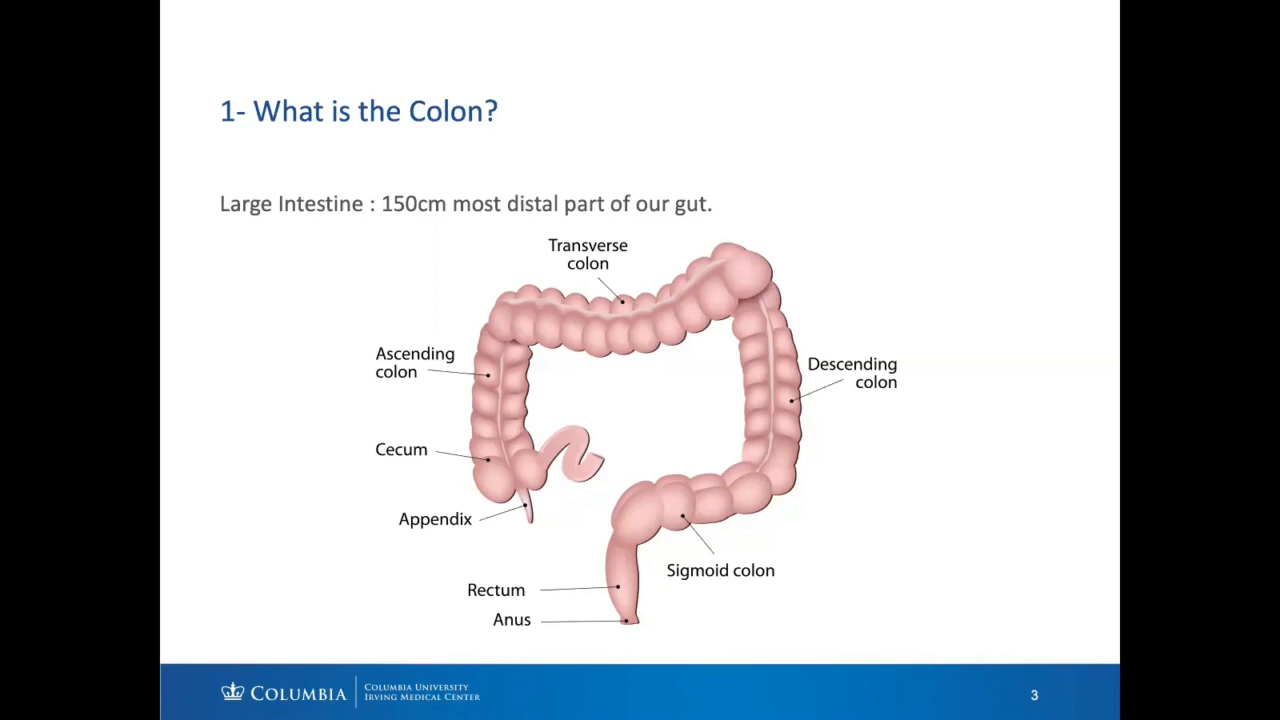 1- What is the Colon?
Large Intestine : 150cm most distal part of our gut.
Transverse
colon
Ascending
colon
Descending
colon
Cecum
Appendix
Sigmoid colon
Rectum
Anus
COLUMBIA
COLUMBIA UNIVERSITY
IRVING MEDICAL CENTER
3